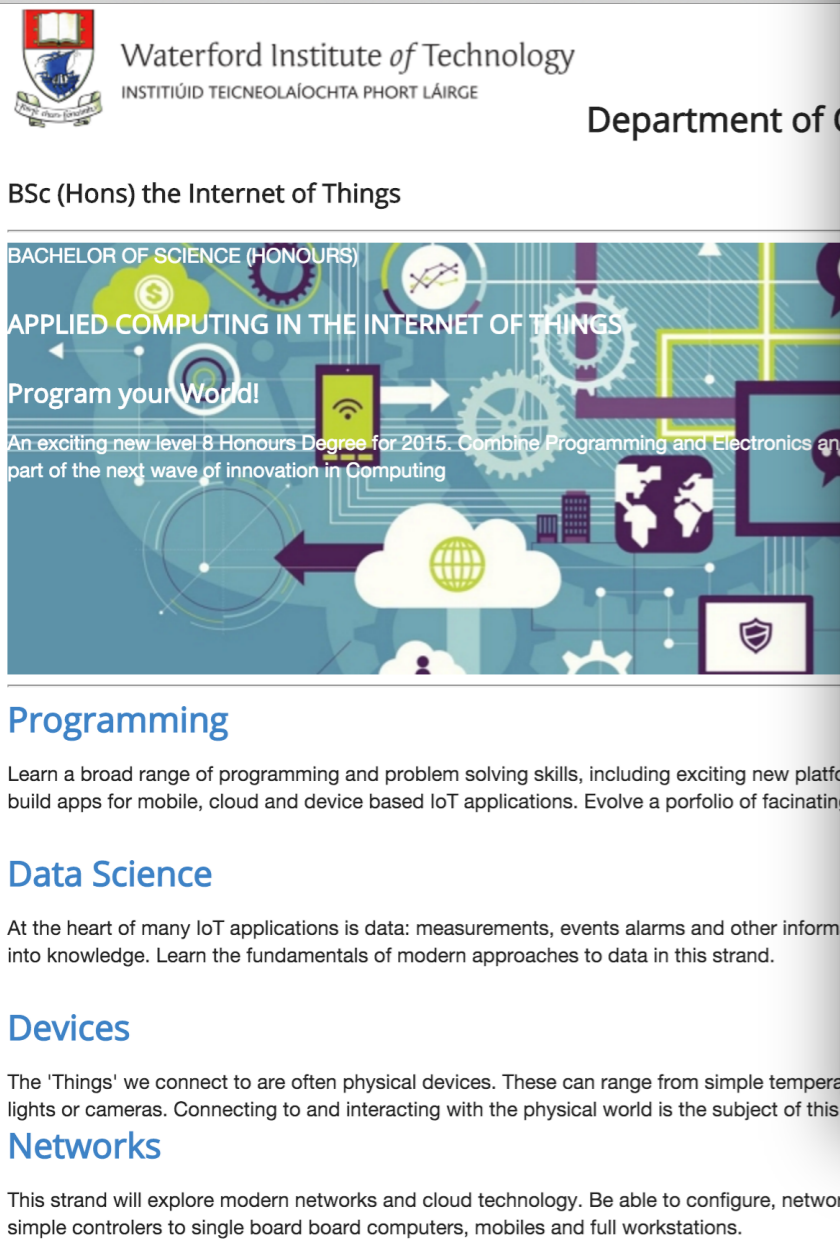 Waterford Institute of Technology
INSTITIÚID TEICNEOLAÍOCHTA PHORT LÁIRGE
Department of
BSc (Hons) the Internet of Things
BACHELOR OF SCIENCE (HONOURS)
APPLIED COMPUTING IN THE INTERNET OF THINGS
Program your World!
An exciting new level 8 Honours Degree for 2015. Combine Programming and Electronics
part of the next wave of innovation in Computing
Programming
Learn a broad range of programming and problem solving skills, including exciting new
build apps for mobile, cloud and device based IoT applications. Evolve a porfolio of
Data Science
At the heart of many IoT applications is data: measurements, events alarms and other
into knowledge. Learn the fundamentals of modern approaches to data in this strand.
Devices
The 'Things' we connect to are often physical devices. These can range from simple
lights or cameras. Connecting to and interacting with the physical world is the subject of this
Networks
This strand will explore modern networks and cloud technology. Be able to configure,
simple controlers to single board board computers, mobiles and full workstations.